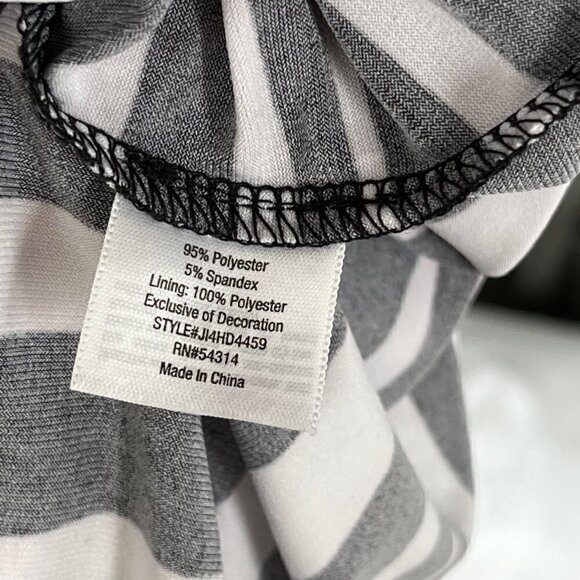 95% Polyester
5% Spandex
Lining: 100% Polyester
Exclusive of Decoration
STYLE#JI4HD4459
RN#54314
Made In China